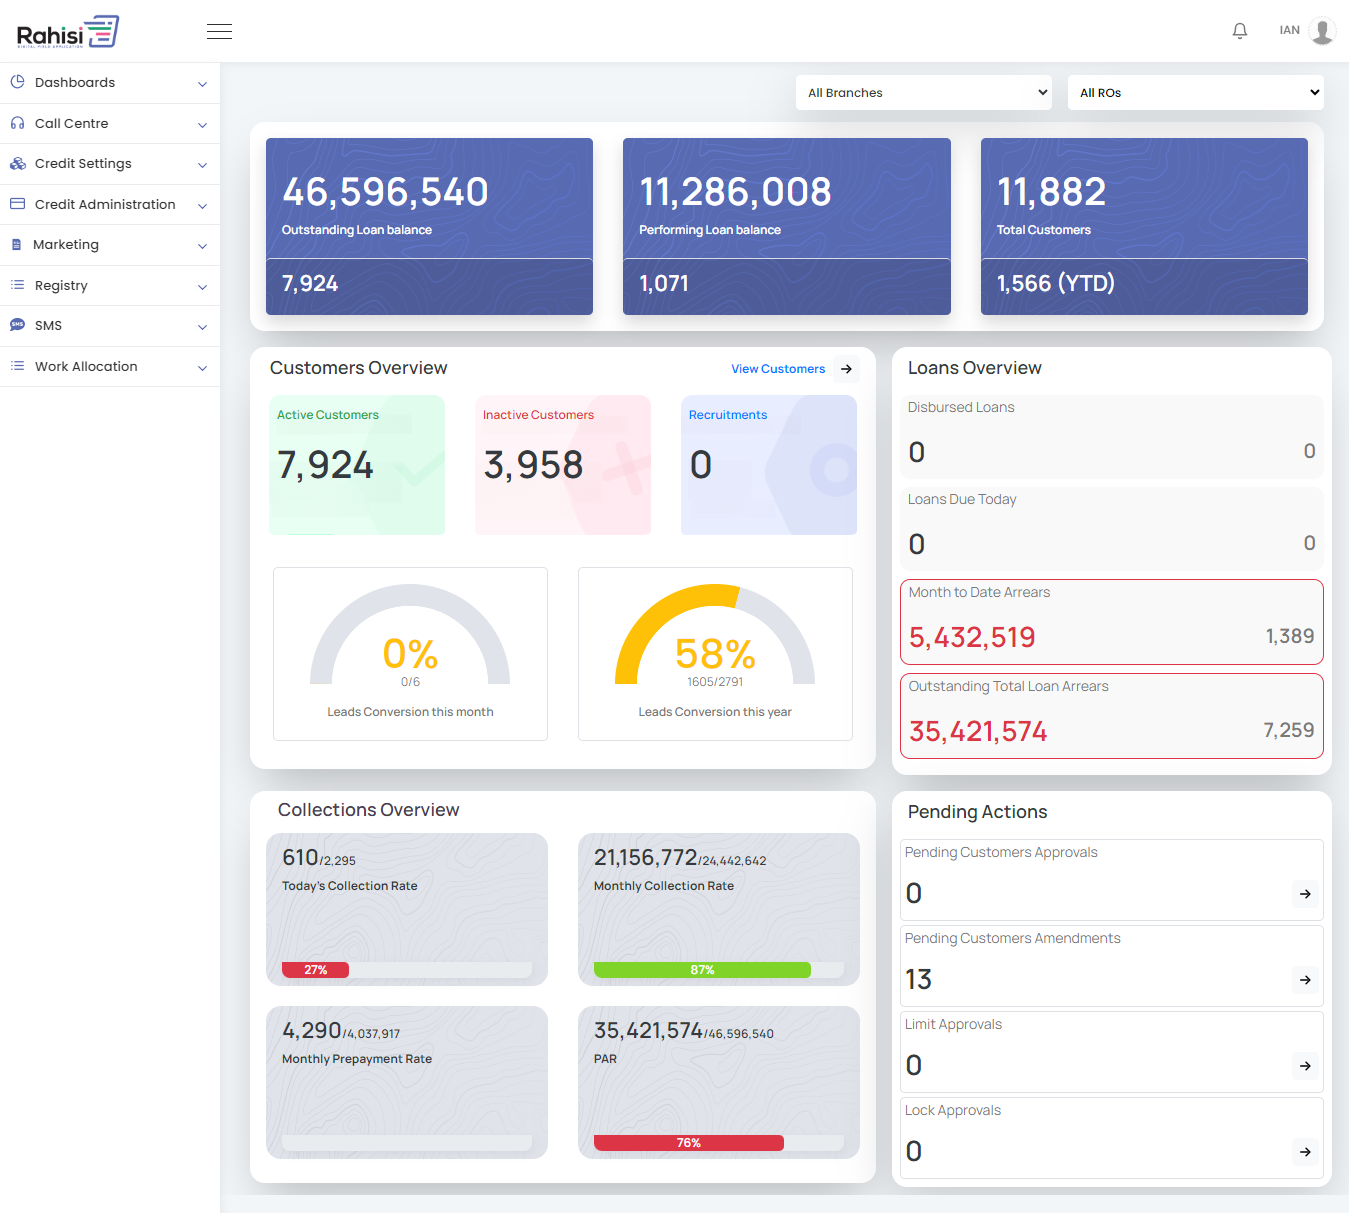 Rahisi
DIGITAL FIELD APPLICATION
IAN
Dashboards
Call Centre
Credit Settings
Credit Administration
Marketing
Registry
SMS
Work Allocation
All Branches
All ROs
46,596,540
Outstanding Loan balance
7,924
11,286,008
Performing Loan balance
1,071
11,882
Total Customers
1,566 (YTD)
Customers Overview
View Customers
Active Customers
7,924
Inactive Customers
3,958
Recruitments
0
0%
0/6
Leads Conversion this month
58%
1605/2791
Leads Conversion this year
Loans Overview
Disbursed Loans
0 0
Loans Due Today
0 0
Month to Date Arrears
5,432,519 1,389
Outstanding Total Loan Arrears
35,421,574 7,259
Collections Overview
610/2,295
Today's Collection Rate
27%
21,156,772/24,442,642
Monthly Collection Rate
87%
4,290/4,037,917
Monthly Prepayment Rate
35,421,574/46,596,540
PAR
76%
Pending Actions
Pending Customers Approvals
0
Pending Customers Amendments
13
Limit Approvals
0
Lock Approvals
0